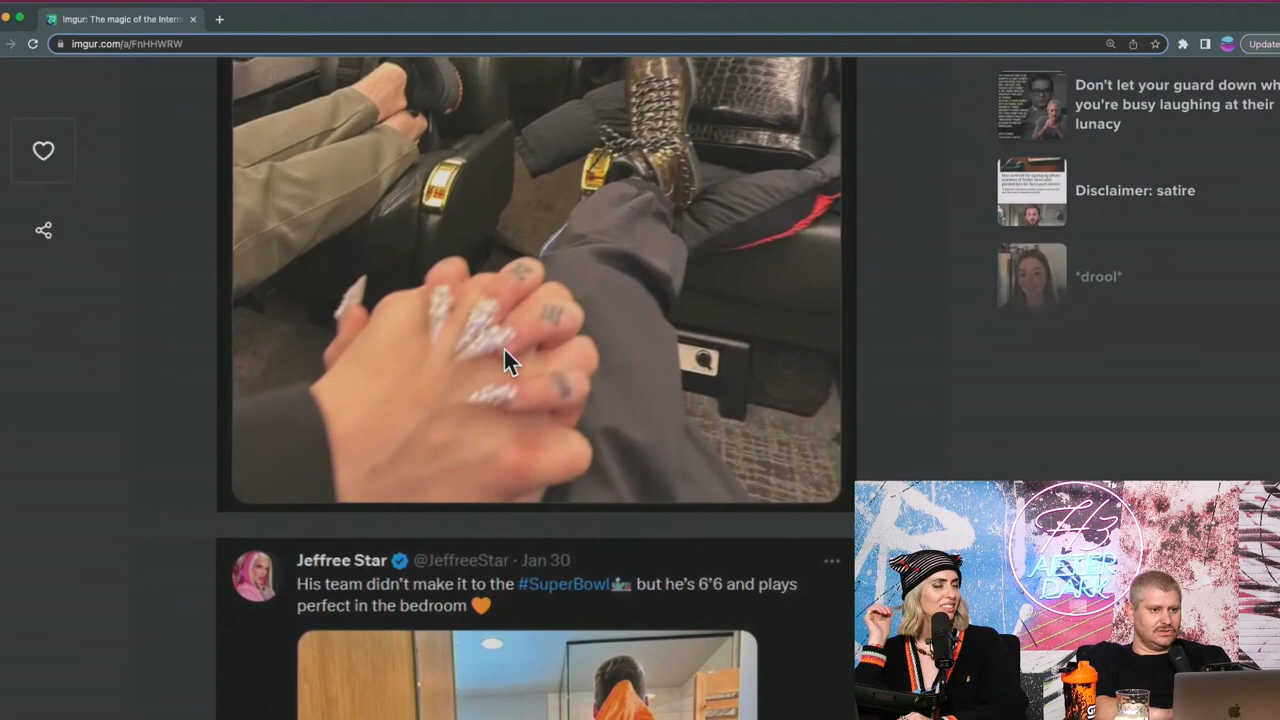 Imgur: The magic of the Intern
imgur.com/a/FnHHWRW
Update
Don't let your guard down wh
you're busy laughing at their
lunacy
Disclaimer: satire
*drool*
Jeffree Star @JeffreeStar · Jan 30
His team didn't make it to the #SuperBowl but he's 6'6 and plays
perfect in the bedroom 🧡
H3
AFTER
DARK